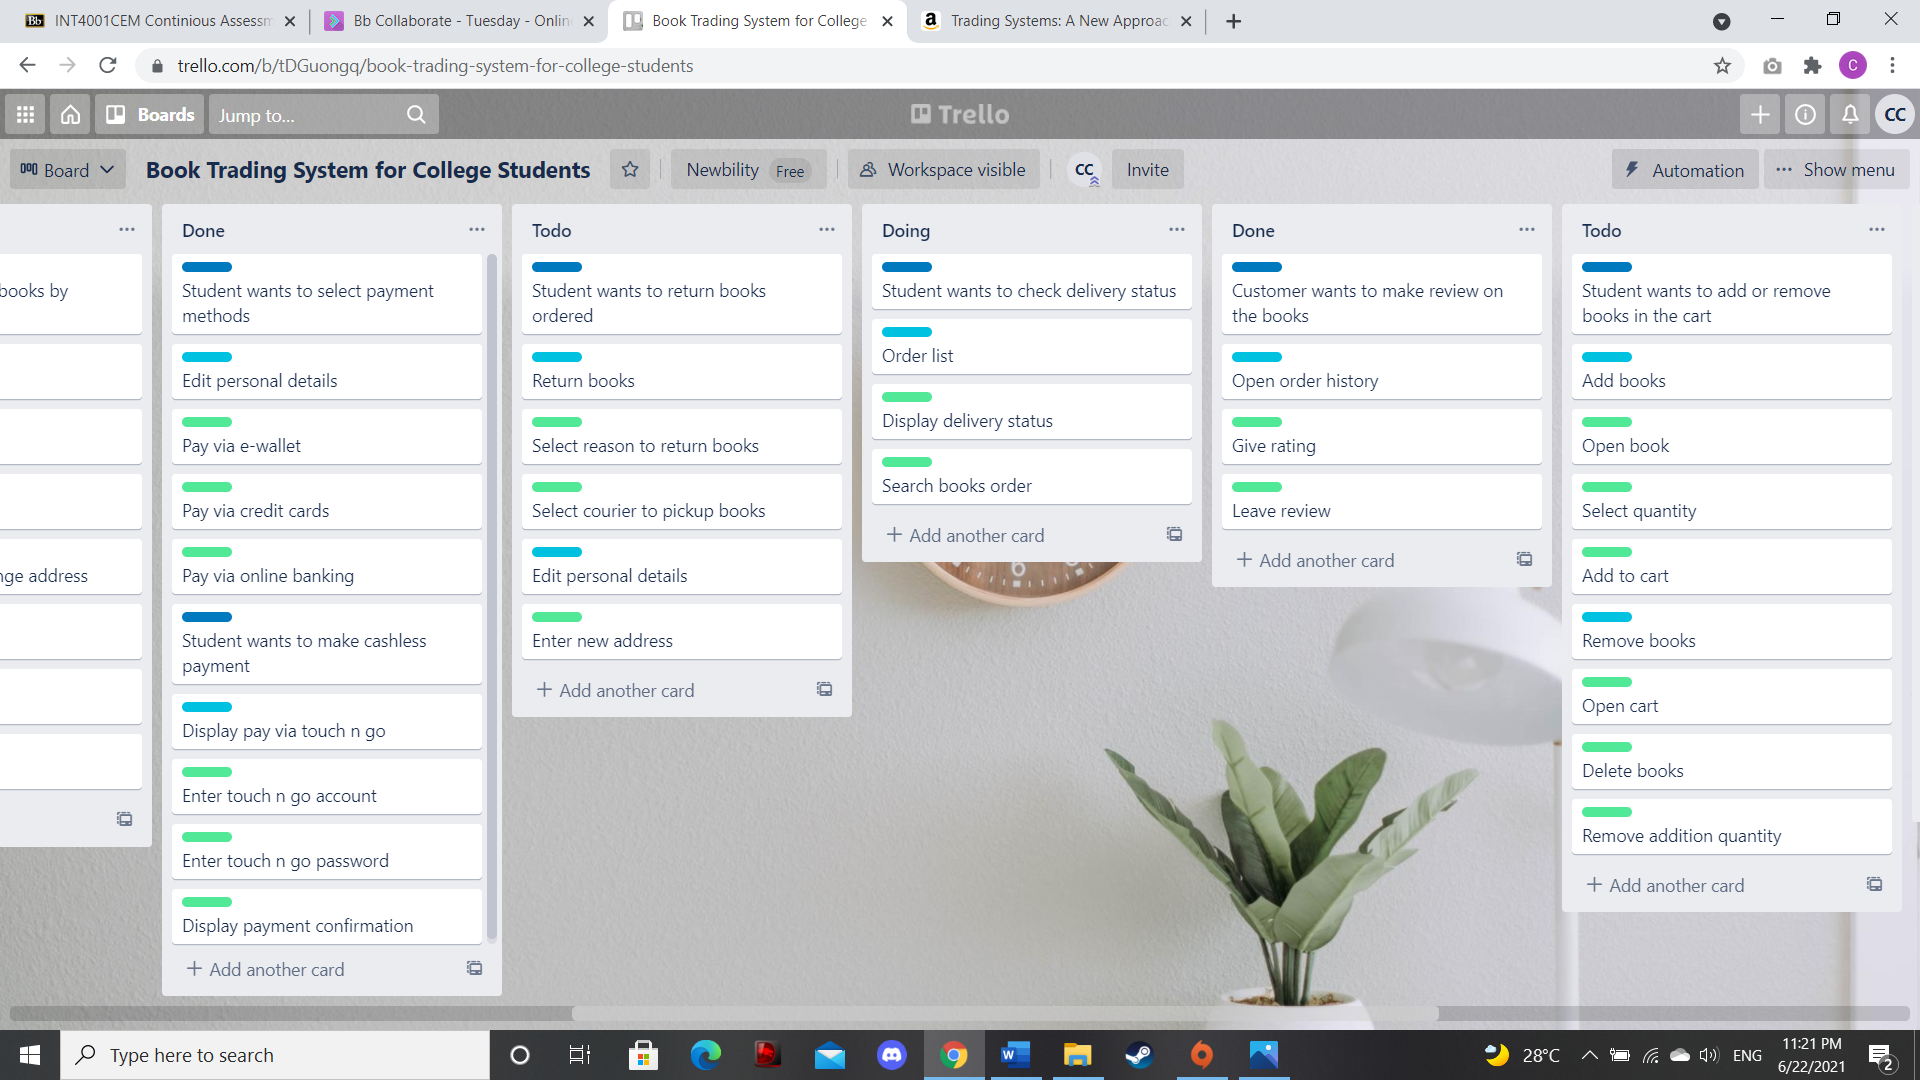 INT4001CEM Continious Assessm
Bb Collaborate - Tuesday - Onlin
Book Trading System for College
Trading Systems: A New Approac
trello.com/b/tDGuongq/book-trading-system-for-college-students
C
Boards
Jump to...
Trello
CC
Board
Book Trading System for College Students
Newbility Free
Workspace visible
CC
Invite
Automation
Show menu
books by
nge address
Done
Student wants to select payment
methods
Edit personal details
Pay via e-wallet
Pay via credit cards
Pay via online banking
Student wants to make cashless
payment
Display pay via touch n go
Enter touch n go account
Enter touch n go password
Display payment confirmation
+ Add another card
Todo
Student wants to return books
ordered
Return books
Select reason to return books
Select courier to pickup books
Edit personal details
Enter new address
+ Add another card
Doing
Student wants to check delivery status
Order list
Display delivery status
Search books order
+ Add another card
Done
Customer wants to make review on
the books
Open order history
Give rating
Leave review
+ Add another card
Todo
Student wants to add or remove
books in the cart
Add books
Open book
Select quantity
Add to cart
Remove books
Open cart
Delete books
Remove addition quantity
+ Add another card
6
Type here to search
28°C
ENG
11:21 PM
6/22/2021
2